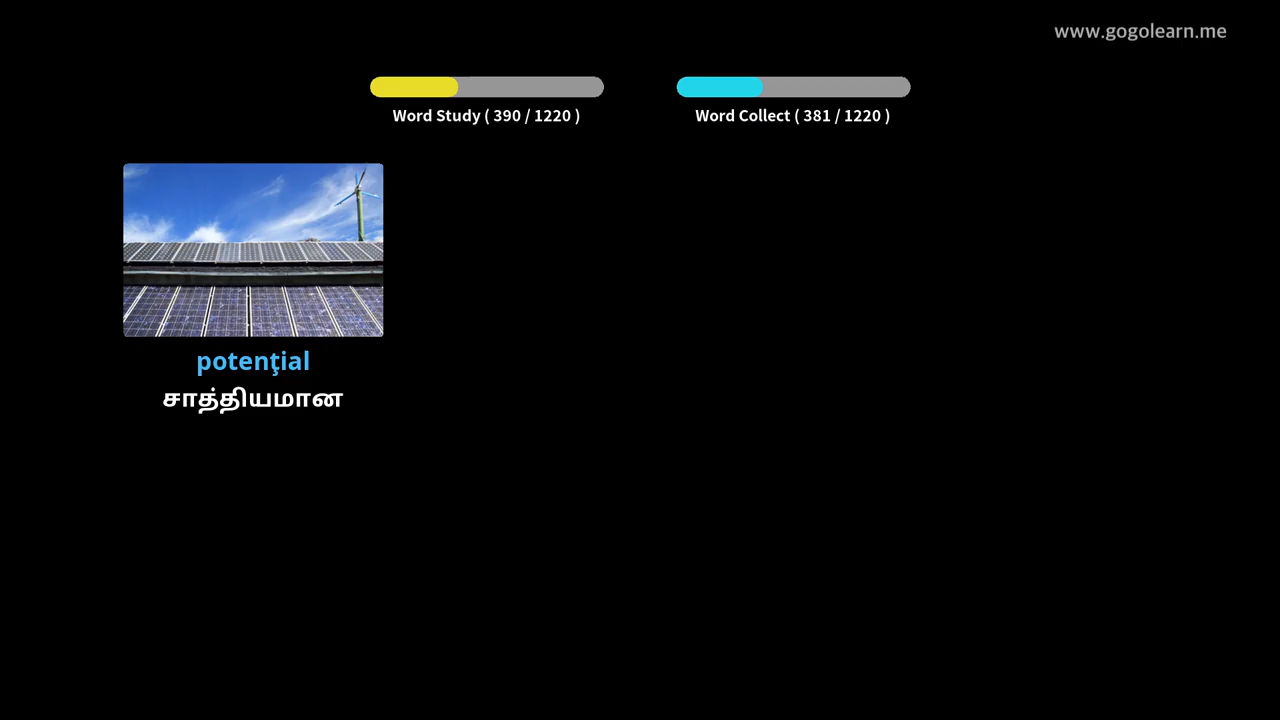 www.gogolearn.me
Word Study ( 390 / 1220 )
Word Collect ( 381 / 1220 )
potenţial
சாத்தியமான